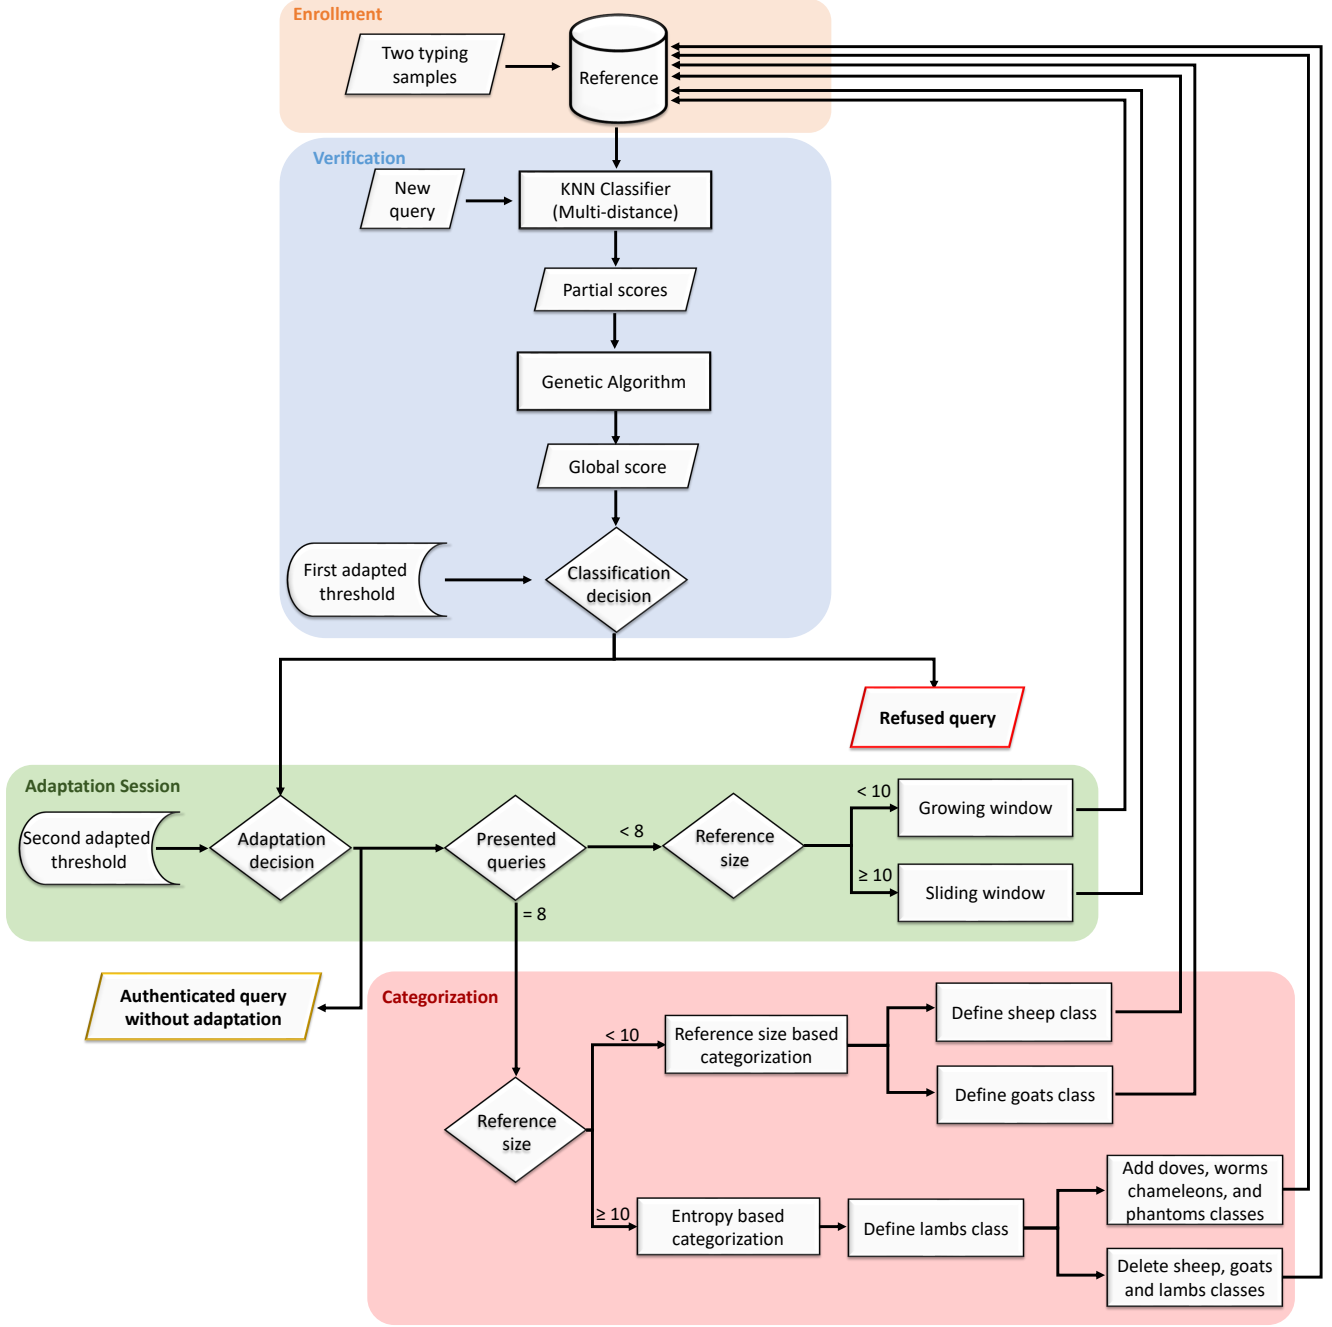 Enrollment
Two typing
samples
Reference
Verification
New
query
KNN Classifier
(Multi-distance)
Partial scores
Genetic Algorithm
Global score
First adapted
threshold
Classification
decision
Refused query
Adaptation Session
Second adapted
threshold
Adaptation
decision
Presented
queries
< 8
= 8
Reference
size
< 10
≥ 10
Growing window
Sliding window
Authenticated query
without adaptation
Categorization
Reference
size
< 10
≥ 10
Reference size based
categorization
Define sheep class
Define goats class
Entropy based
categorization
Define lambs class
Add doves, worms
chameleons, and
phantoms classes
Delete sheep, goats
and lambs classes